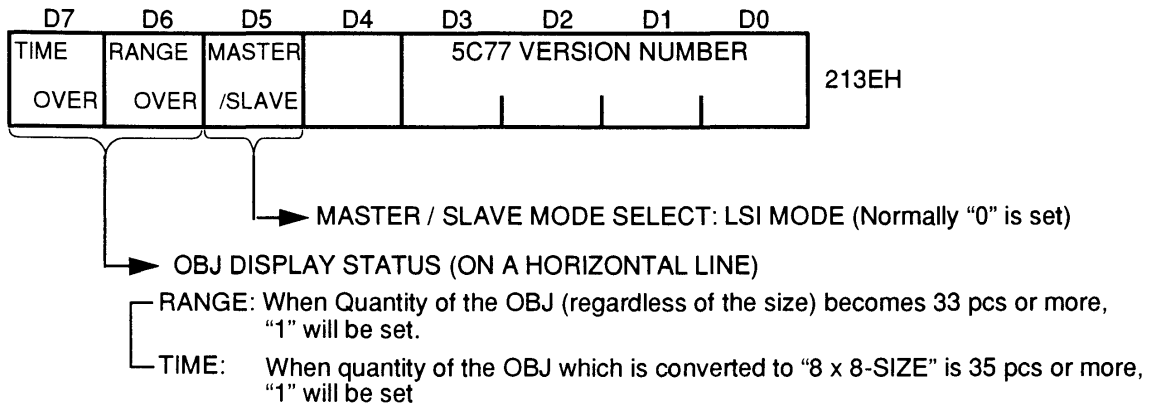 D7 D6 D5 D4 D3 D2 D1 D0
TIME RANGE MASTER 5C77 VERSION NUMBER
OVER OVER /SLAVE
213EH
MASTER / SLAVE MODE SELECT: LSI MODE (Normally “0” is set)
OBJ DISPLAY STATUS (ON A HORIZONTAL LINE)
RANGE: When Quantity of the OBJ (regardless of the size) becomes 33 pcs or more,
“1” will be set.
TIME: When quantity of the OBJ which is converted to “8 x 8-SIZE” is 35 pcs or more,
“1” will be set